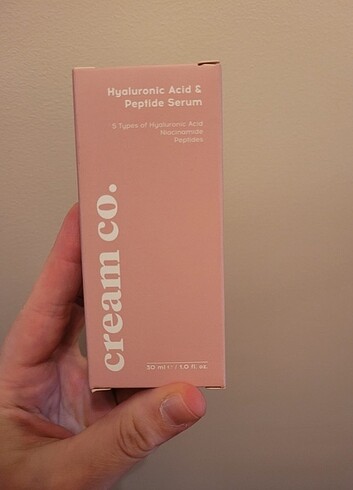 Hyaluronic Acid &
Peptide Serum
5 Types of Hyaluronic Acid
Niacinamide
Peptides
cream co.
30 ml ℮ / 1.0 fl. oz.